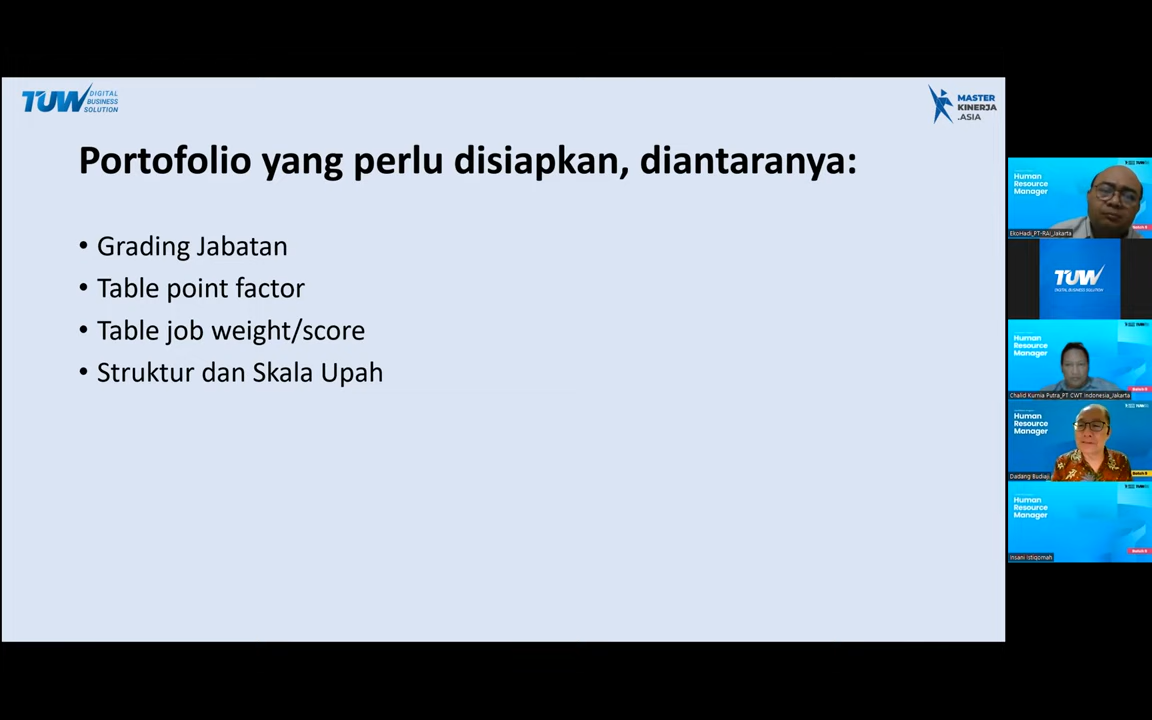 TUW DIGITAL
BUSINESS
SOLUTION
MASTER
KINERJA
.ASIA
Portofolio yang perlu disiapkan, diantaranya:
• Grading Jabatan
• Table point factor
• Table job weight/score
• Struktur dan Skala Upah
Human
Resource
Manager
EkoHadi_PT-RAI_Jakarta
TUW
DIGITAL BUSINESS SOLUTION
Human
Resource
Manager
Chalid Kurnia Putra_PT CWT Indonesia_Jakarta
Human
Resource
Manager
Dadang Budiaji
Human
Resource
Manager
Insani Istiqomah